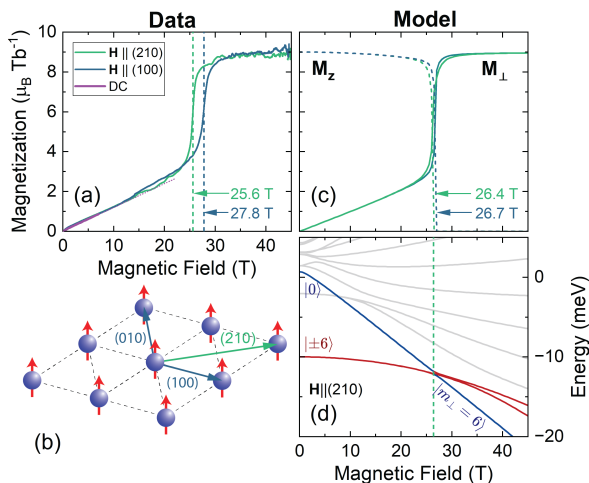 Data
Model
10
H || (210)
H || (100)
DC
8
6
4
2
0
Magnetization (μB Tb-1)
(a)
25.6 T
27.8 T
0 10 20 30 40
Magnetic Field (T)
Mz
M⊥
(c)
26.4 T
26.7 T
(010)
(210)
(100)
(b)
|0⟩
|±6⟩
H||(210)
(d)
|m⊥ = 6⟩
0
−10
−20
Energy (meV)
0 10 20 30 40
Magnetic Field (T)